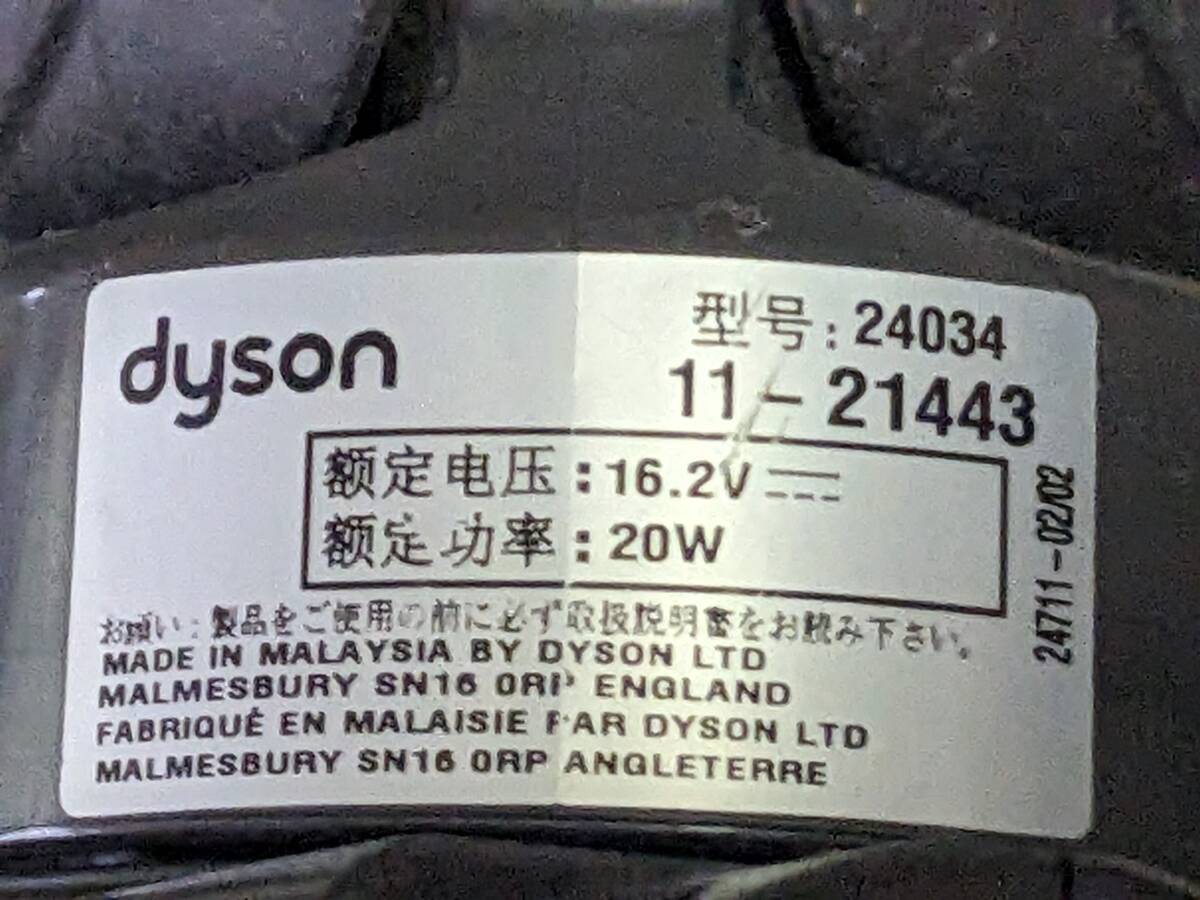 dyson
型号: 24034
11-21443
额定电压: 16.2V ⎓
额定功率: 20W
24711-02/02
お願い: 製品をご使用の前に必ず取扱説明書をお読み下さい。
MADE IN MALAYSIA BY DYSON LTD
MALMESBURY SN16 0RP ENGLAND
FABRIQUÉ EN MALAISIE PAR DYSON LTD
MALMESBURY SN16 0RP ANGLETERRE